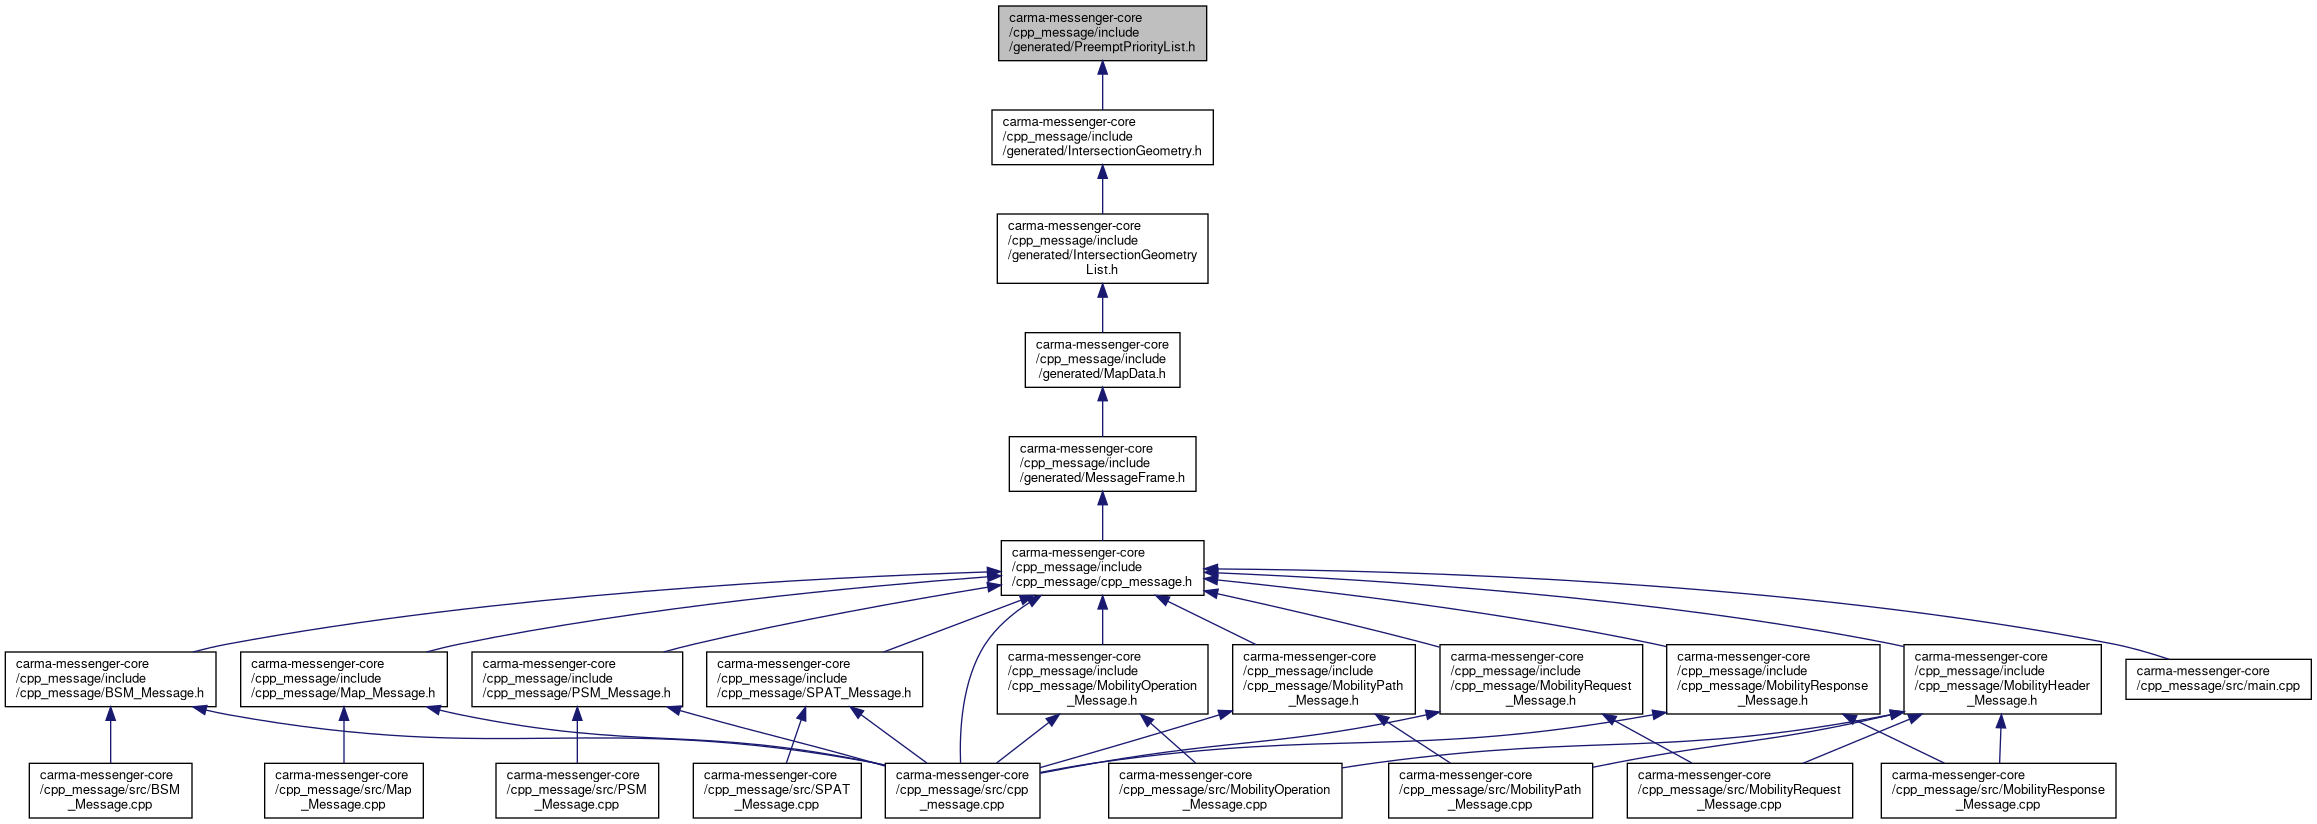 carma-messenger-core
/cpp_message/include
/generated/PreemptPriorityList.h
carma-messenger-core
/cpp_message/include
/generated/IntersectionGeometry.h
carma-messenger-core
/cpp_message/include
/generated/IntersectionGeometry
List.h
carma-messenger-core
/cpp_message/include
/generated/MapData.h
carma-messenger-core
/cpp_message/include
/generated/MessageFrame.h
carma-messenger-core
/cpp_message/include
/cpp_message/cpp_message.h
carma-messenger-core
/cpp_message/include
/cpp_message/BSM_Message.h
carma-messenger-core
/cpp_message/include
/cpp_message/Map_Message.h
carma-messenger-core
/cpp_message/include
/cpp_message/PSM_Message.h
carma-messenger-core
/cpp_message/include
/cpp_message/SPAT_Message.h
carma-messenger-core
/cpp_message/include
/cpp_message/MobilityOperation
_Message.h
carma-messenger-core
/cpp_message/include
/cpp_message/MobilityPath
_Message.h
carma-messenger-core
/cpp_message/include
/cpp_message/MobilityRequest
_Message.h
carma-messenger-core
/cpp_message/include
/cpp_message/MobilityResponse
_Message.h
carma-messenger-core
/cpp_message/include
/cpp_message/MobilityHeader
_Message.h
carma-messenger-core
/cpp_message/src/main.cpp
carma-messenger-core
/cpp_message/src/BSM
_Message.cpp
carma-messenger-core
/cpp_message/src/Map
_Message.cpp
carma-messenger-core
/cpp_message/src/PSM
_Message.cpp
carma-messenger-core
/cpp_message/src/SPAT
_Message.cpp
carma-messenger-core
/cpp_message/src/cpp
_message.cpp
carma-messenger-core
/cpp_message/src/MobilityOperation
_Message.cpp
carma-messenger-core
/cpp_message/src/MobilityPath
_Message.cpp
carma-messenger-core
/cpp_message/src/MobilityRequest
_Message.cpp
carma-messenger-core
/cpp_message/src/MobilityResponse
_Message.cpp